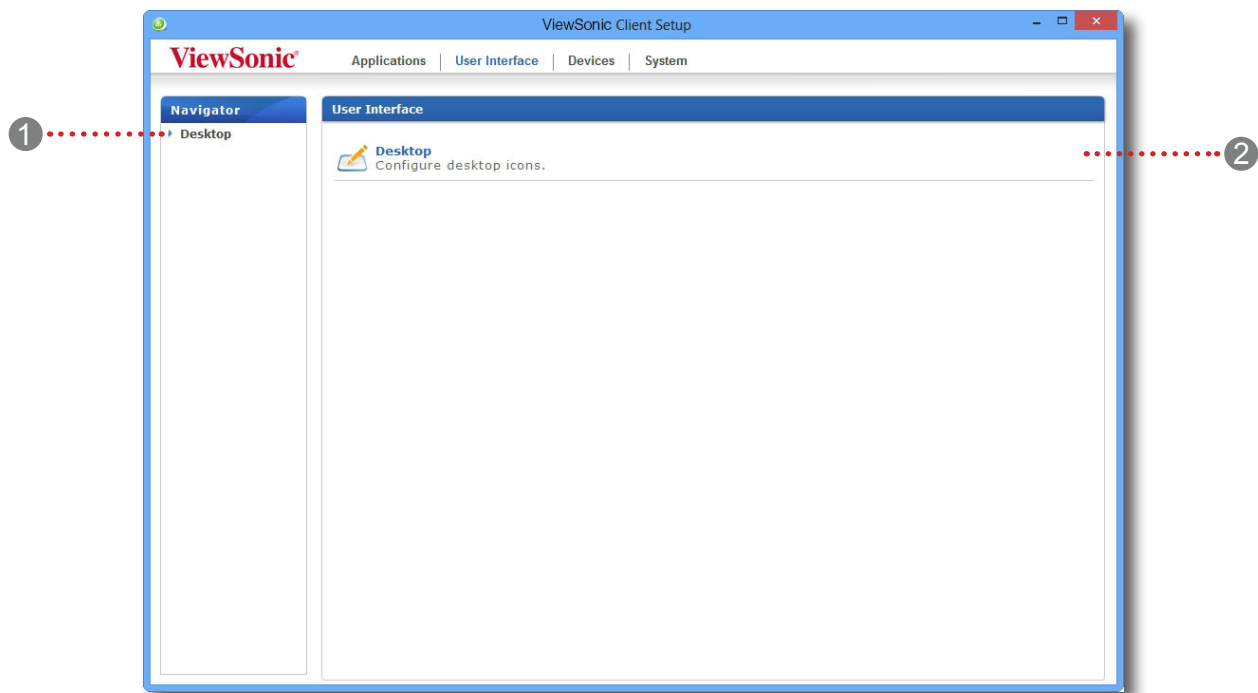 ViewSonic Client Setup
ViewSonic®
Applications | User Interface | Devices | System
Navigator
Desktop
User Interface
Desktop
Configure desktop icons.
1
2